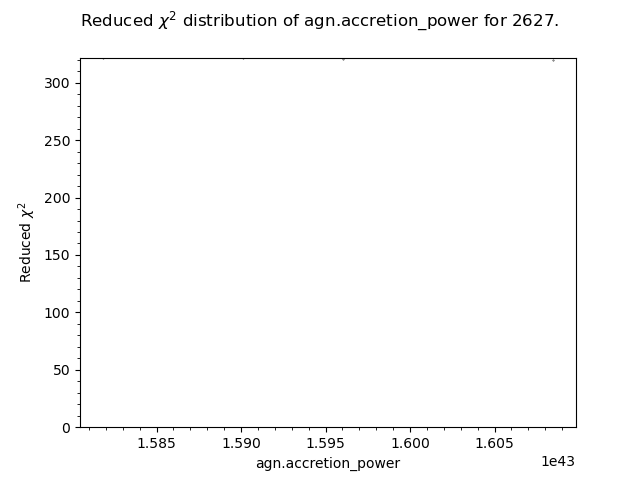 Reduced χ² distribution of agn.accretion_power for 2627.
300
250
200
150
100
50
0
Reduced χ²
1.585 1.590 1.595 1.600 1.605
agn.accretion_power
1e43